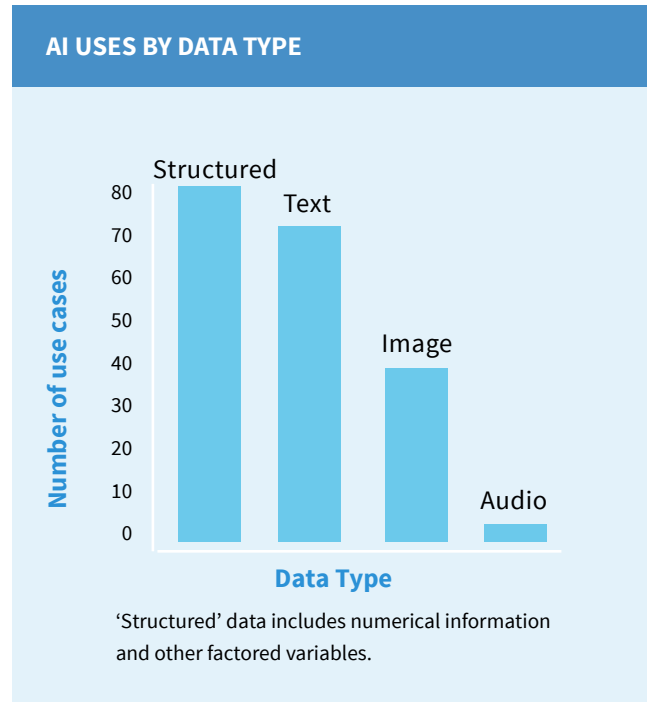 AI USES BY DATA TYPE
Structured
Text
Image
Audio
80
70
60
50
40
30
20
10
0
Number of use cases
Data Type
‘Structured’ data includes numerical information
and other factored variables.